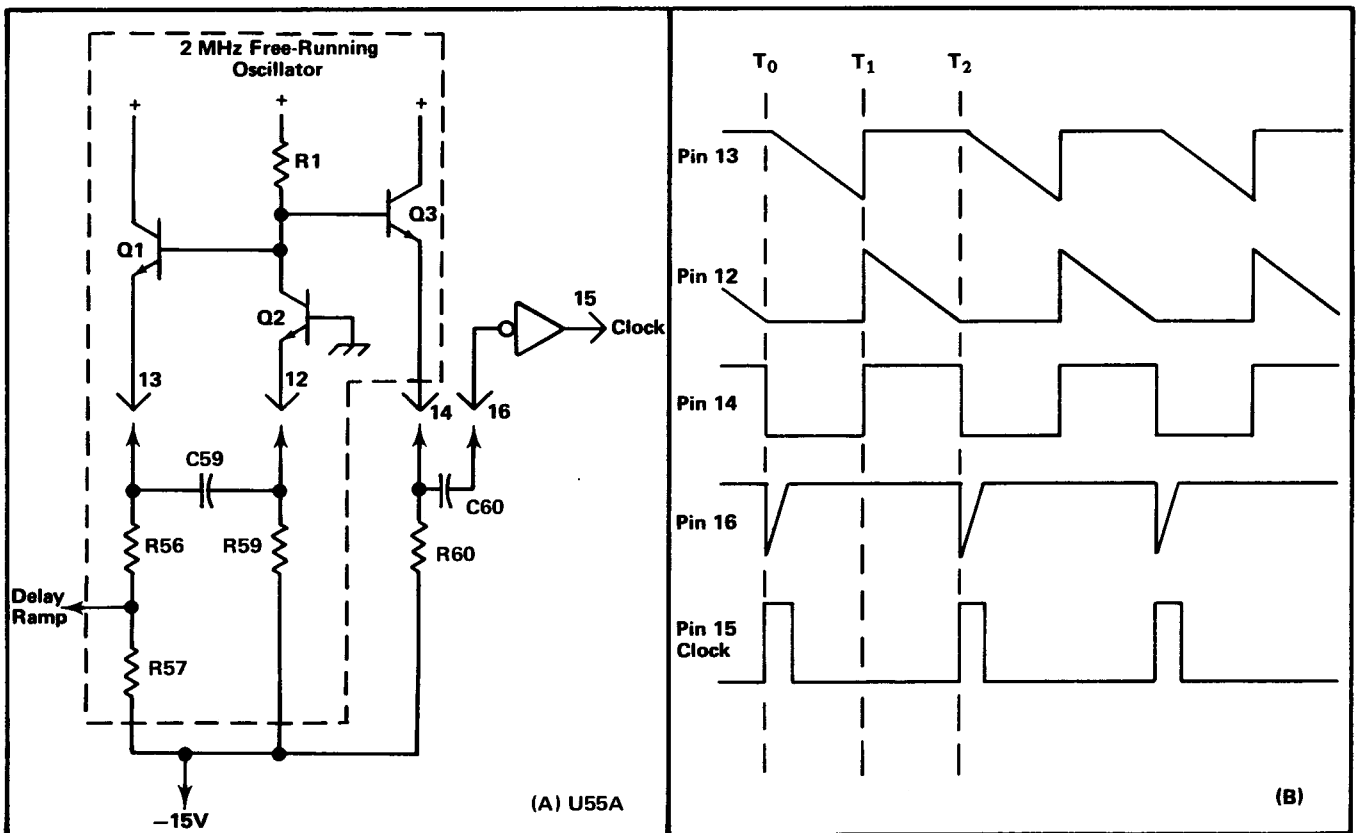 2 MHz Free-Running
Oscillator
+
+
+
R1
Q1
Q3
Q2
15
Clock
13
12
14
16
C59
C60
R56
R59
R60
Delay
Ramp
R57
−15V
(A) U55A
T0
T1
T2
Pin 13
Pin 12
Pin 14
Pin 16
Pin 15
Clock
(B)